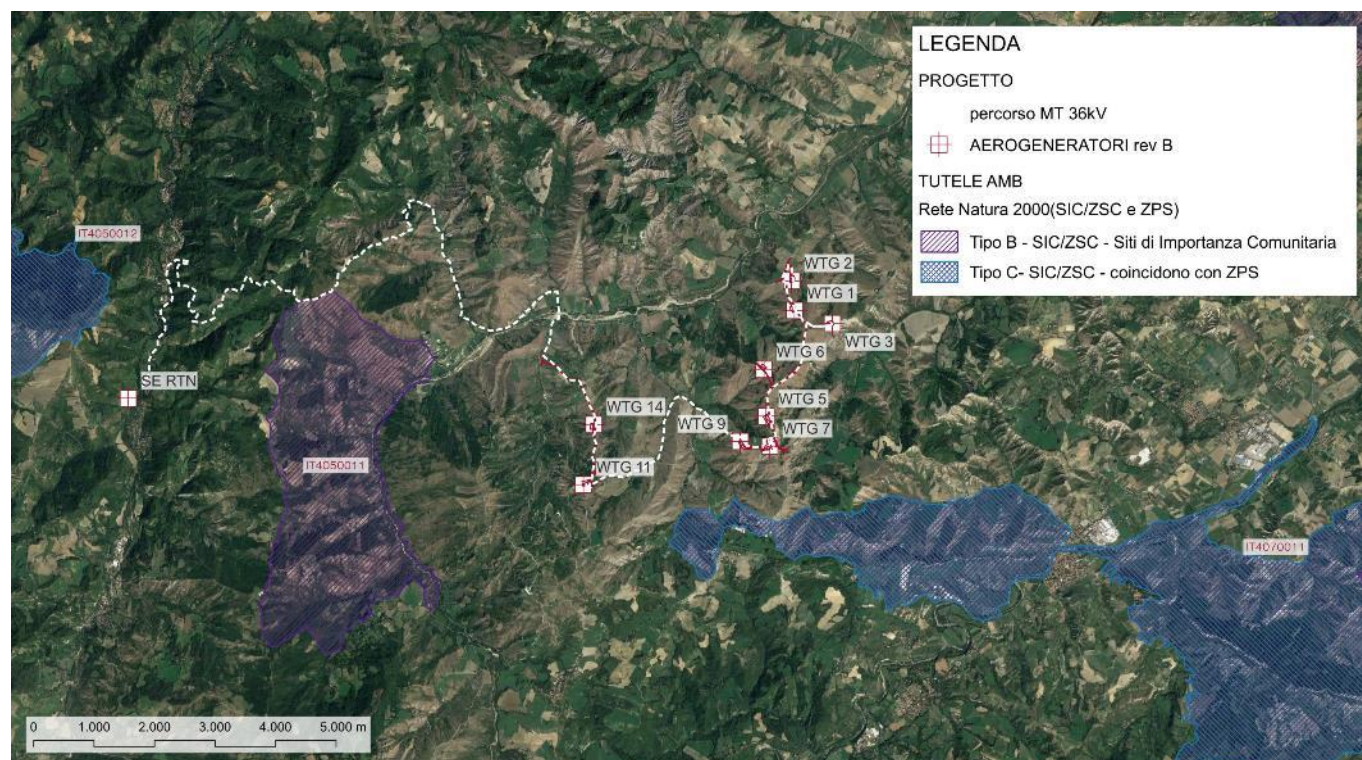 LEGENDA
PROGETTO
percorso MT 36kV
AEROGENERATORI rev B
TUTELE AMB
Rete Natura 2000(SIC/ZSC e ZPS)
Tipo B - SIC/ZSC - Siti di Importanza Comunitaria
Tipo C- SIC/ZSC - coincidono con ZPS
IT4050012
WTG 2
WTG 1
WTG 3
WTG 6
SE RTN
WTG 5
WTG 14
WTG 9
WTG 7
IT4050011
WTG 11
IT4070011
0 1.000 2.000 3.000 4.000 5.000 m